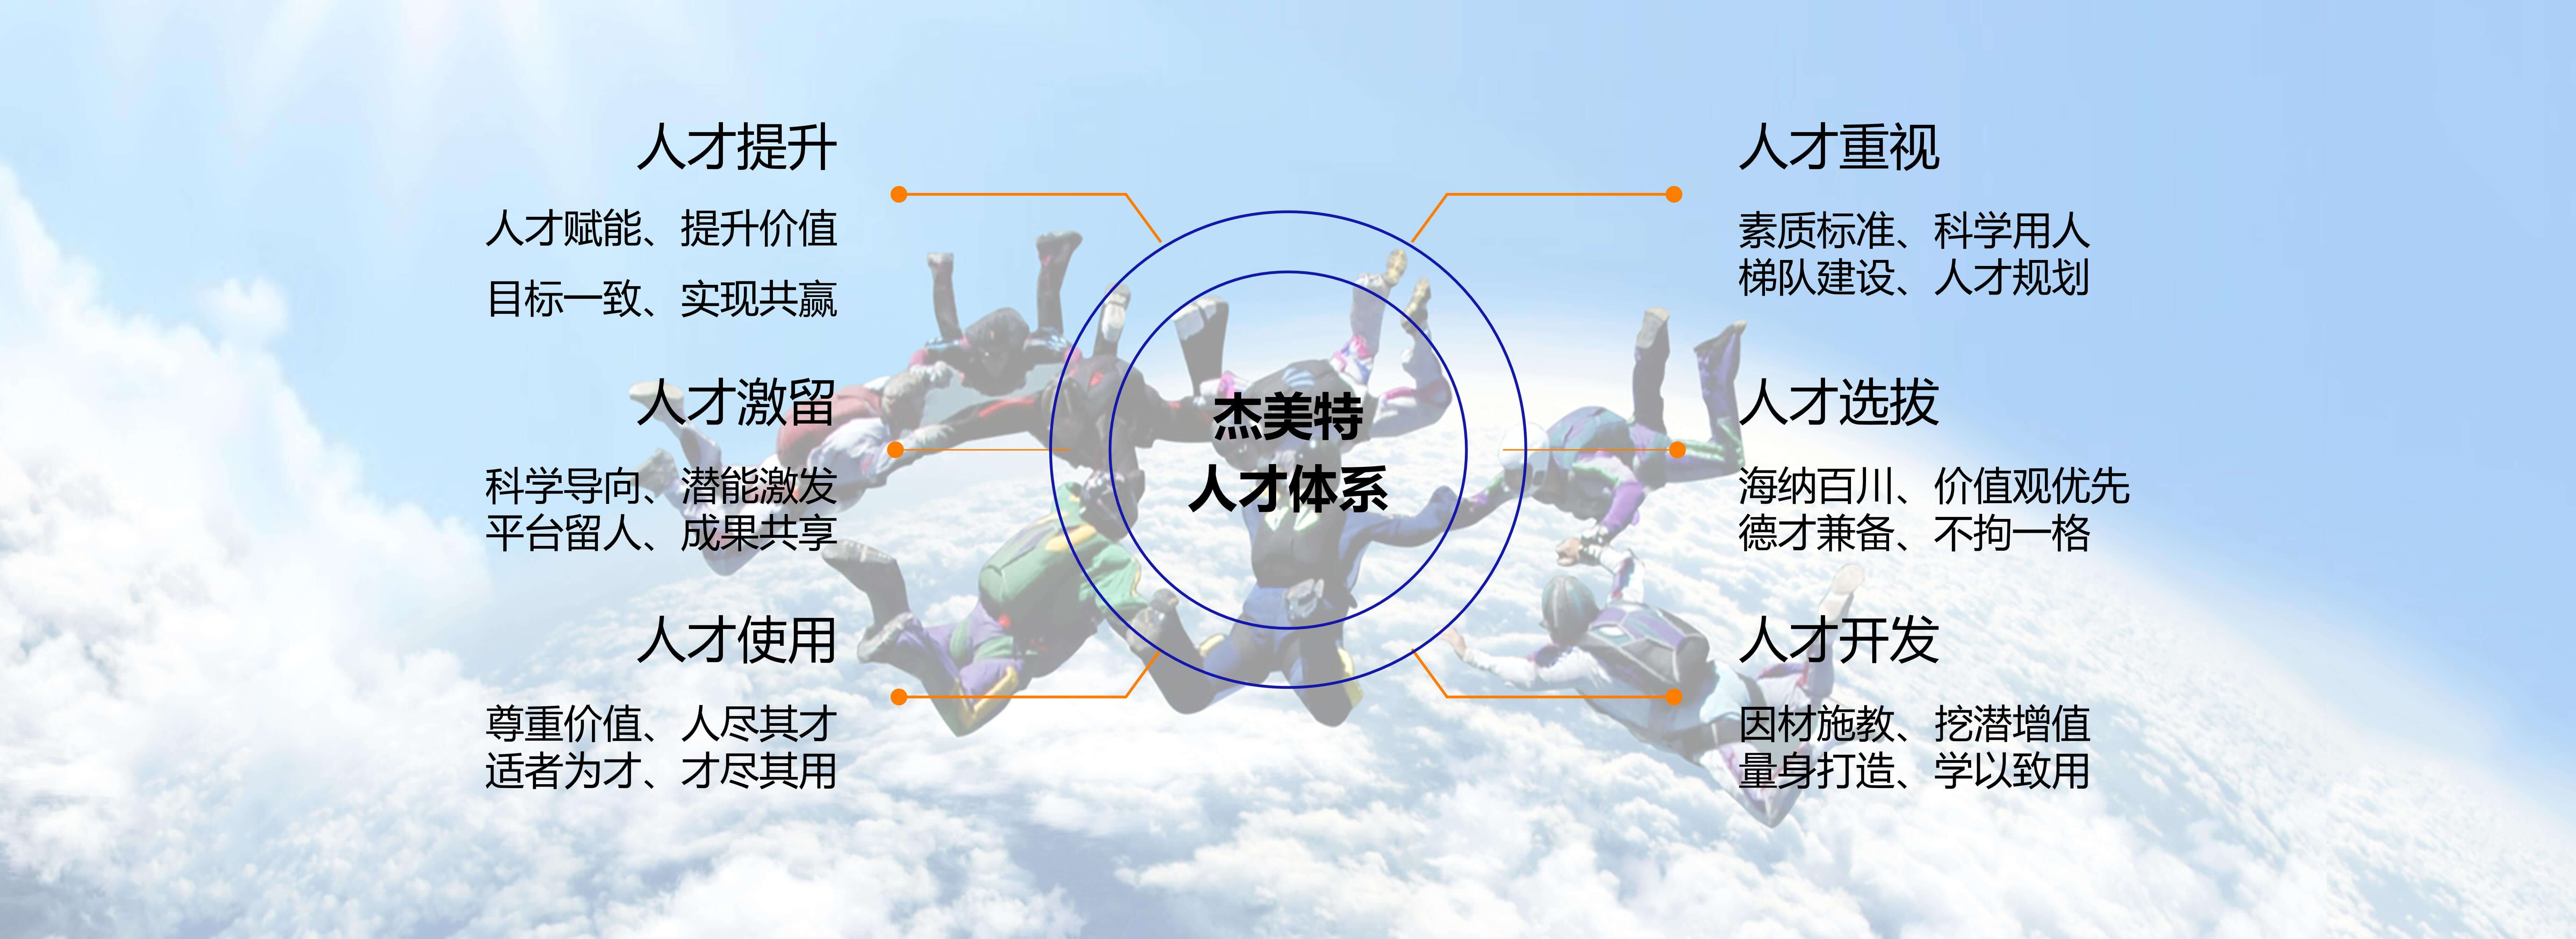 人才提升
人才赋能、提升价值
目标一致、实现共赢
人才激留
科学导向、潜能激发
平台留人、成果共享
人才使用
尊重价值、人尽其才
适者为才、才尽其用
杰美特
人才体系
人才重视
素质标准、科学用人
梯队建设、人才规划
人才选拔
海纳百川、价值观优先
德才兼备、不拘一格
人才开发
因材施教、挖潜增值
量身打造、学以致用